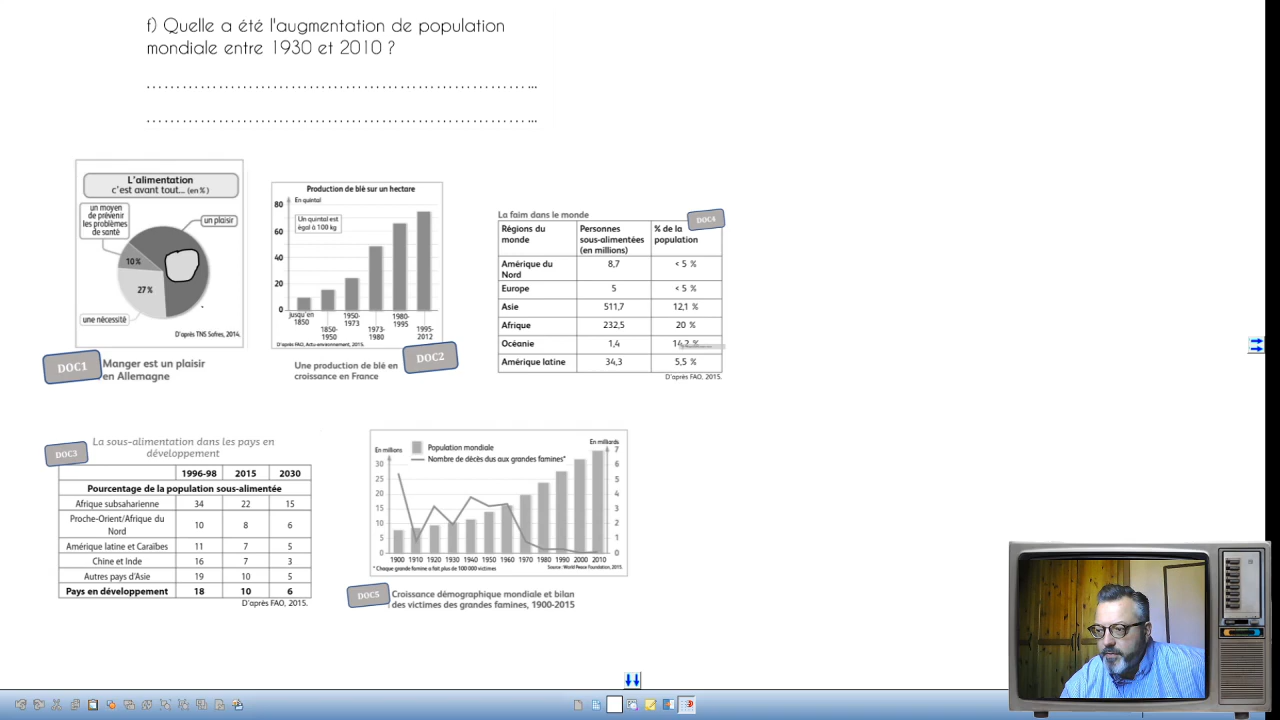 f) Quelle a été l'augmentation de population
mondiale entre 1930 et 2010 ?
L'alimentation
c'est avant tout... (en %)
un moyen
de prévenir
les problèmes
de santé
un plaisir
10 %
27 %
une nécessité
D'après TNS Sofres, 2014.
DOC1
Manger est un plaisir
en Allemagne
Production de blé sur un hectare
En quintal
Un quintal est
égal à 100 kg
80
60
40
20
0
jusqu'en
1850
1850-
1950
1950-
1973
1973-
1980
1980-
1995
1995-
2012
D'après FAO, Actu-environnement, 2015.
DOC2
Une production de blé en
croissance en France
La faim dans le monde
DOC4
Régions du monde | Personnes sous-alimentées (en millions) | % de la population
Amérique du Nord | 8,7 | < 5 %
Europe | 5 | < 5 %
Asie | 511,7 | 12,1 %
Afrique | 232,5 | 20 %
Océanie | 1,4
Amérique latine | 34,3 | 5,5 %
D'après FAO, 2015.
DOC3
La sous-alimentation dans les pays en
développement
1996-98 | 2015 | 2030
Pourcentage de la population sous-alimentée
Afrique subsaharienne | 34 | 22 | 15
Proche-Orient/Afrique du Nord | 10 | 8 | 6
Amérique latine et Caraïbes | 11 | 7 | 5
Chine et Inde | 16 | 7 | 3
Autres pays d'Asie | 19 | 10 | 5
Pays en développement | 18 | 10 | 6
D'après FAO, 2015.
En millions
Population mondiale
Nombre de décès dus aux grandes famines*
En milliards
30
25
20
15
10
5
0
7
6
5
4
3
2
1
0
1900 1910 1920 1930 1940 1950 1960 1970 1980 1990 2000 2010
* Chaque grande famine a fait plus de 100 000 victimes
Source : World Peace Foundation, 2015.
DOC5
Croissance démographique mondiale et bilan
des victimes des grandes famines, 1900-2015